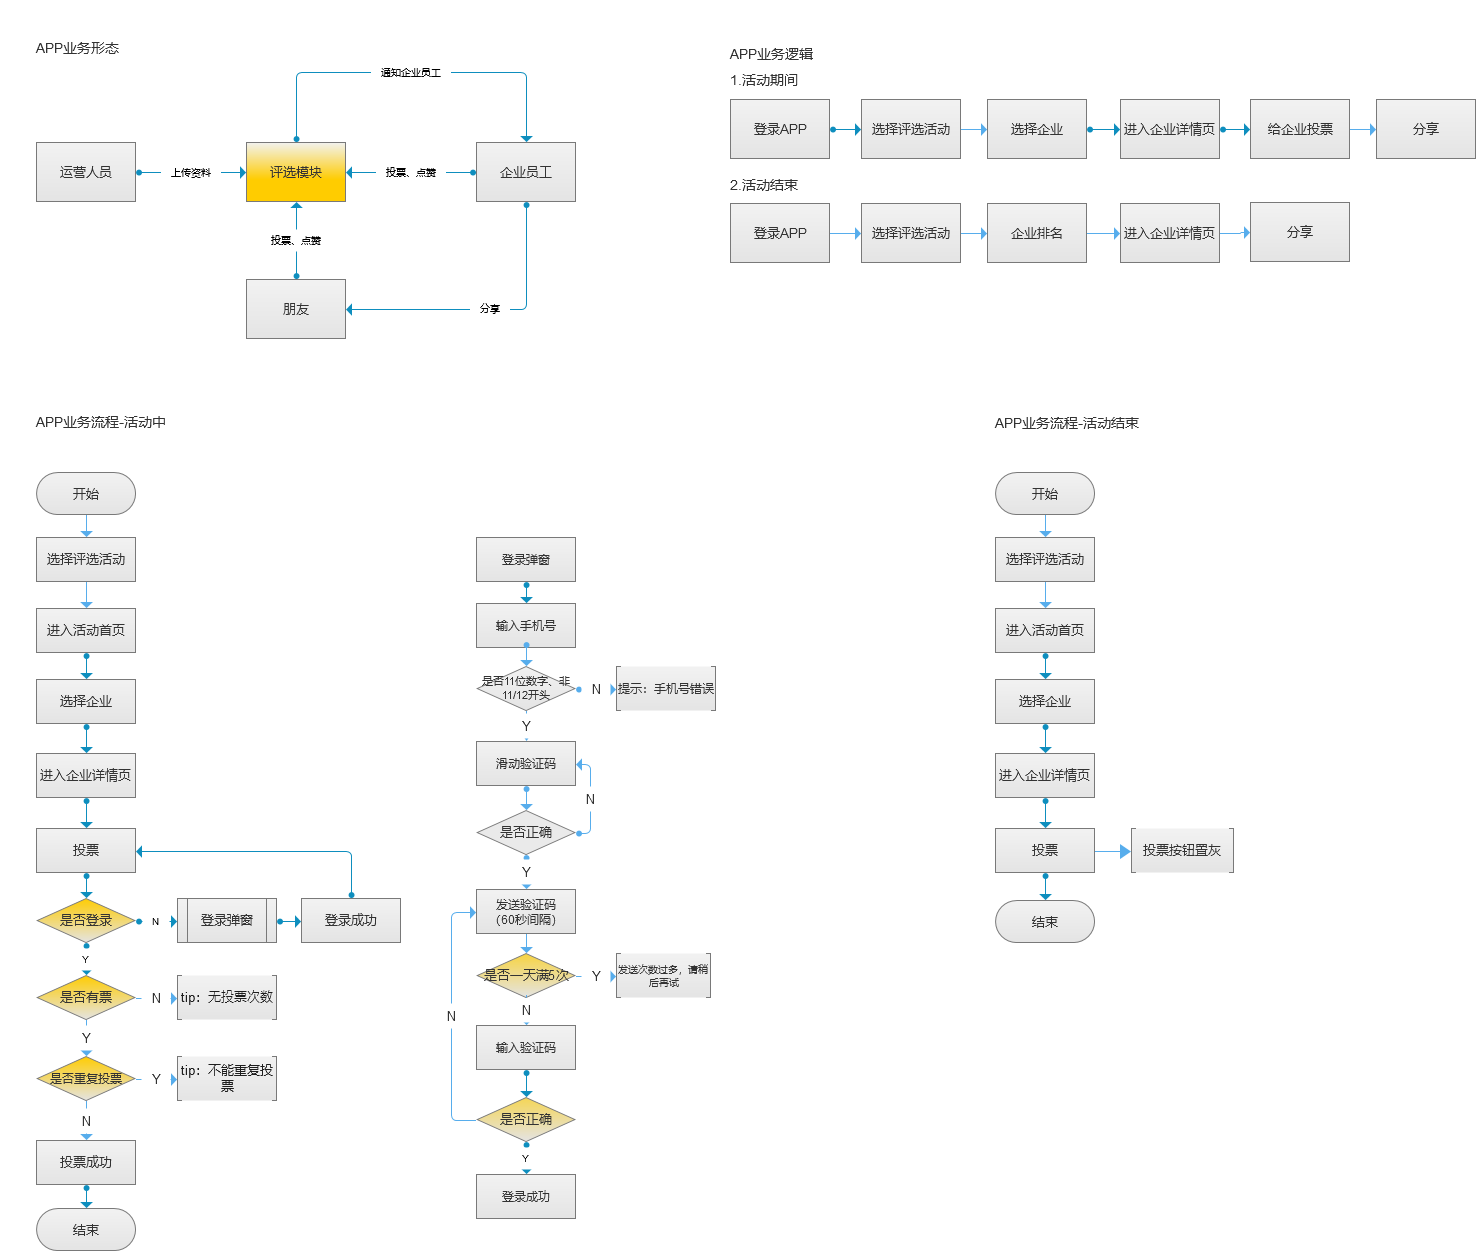 APP业务形态
通知企业员工
运营人员
上传资料
评选模块
投票、点赞
企业员工
投票、点赞
朋友
分享
APP业务逻辑
1.活动期间
登录APP
选择评选活动
选择企业
进入企业详情页
给企业投票
分享
2.活动结束
登录APP
选择评选活动
企业排名
进入企业详情页
分享
APP业务流程-活动中
开始
选择评选活动
进入活动首页
选择企业
进入企业详情页
投票
是否登录
N
登录弹窗
登录成功
Y
是否有票
N
tip：无投票次数
Y
是否重复投票
Y
tip：不能重复投
票
N
投票成功
结束
登录弹窗
输入手机号
是否11位数字、非
11/12开头
N
提示：手机号错误
Y
滑动验证码
N
是否正确
Y
发送验证码
（60秒间隔）
是否一天满5次
Y
发送次数过多，请稍
后再试
N
N
输入验证码
是否正确
Y
登录成功
APP业务流程-活动结束
开始
选择评选活动
进入活动首页
选择企业
进入企业详情页
投票
投票按钮置灰
结束